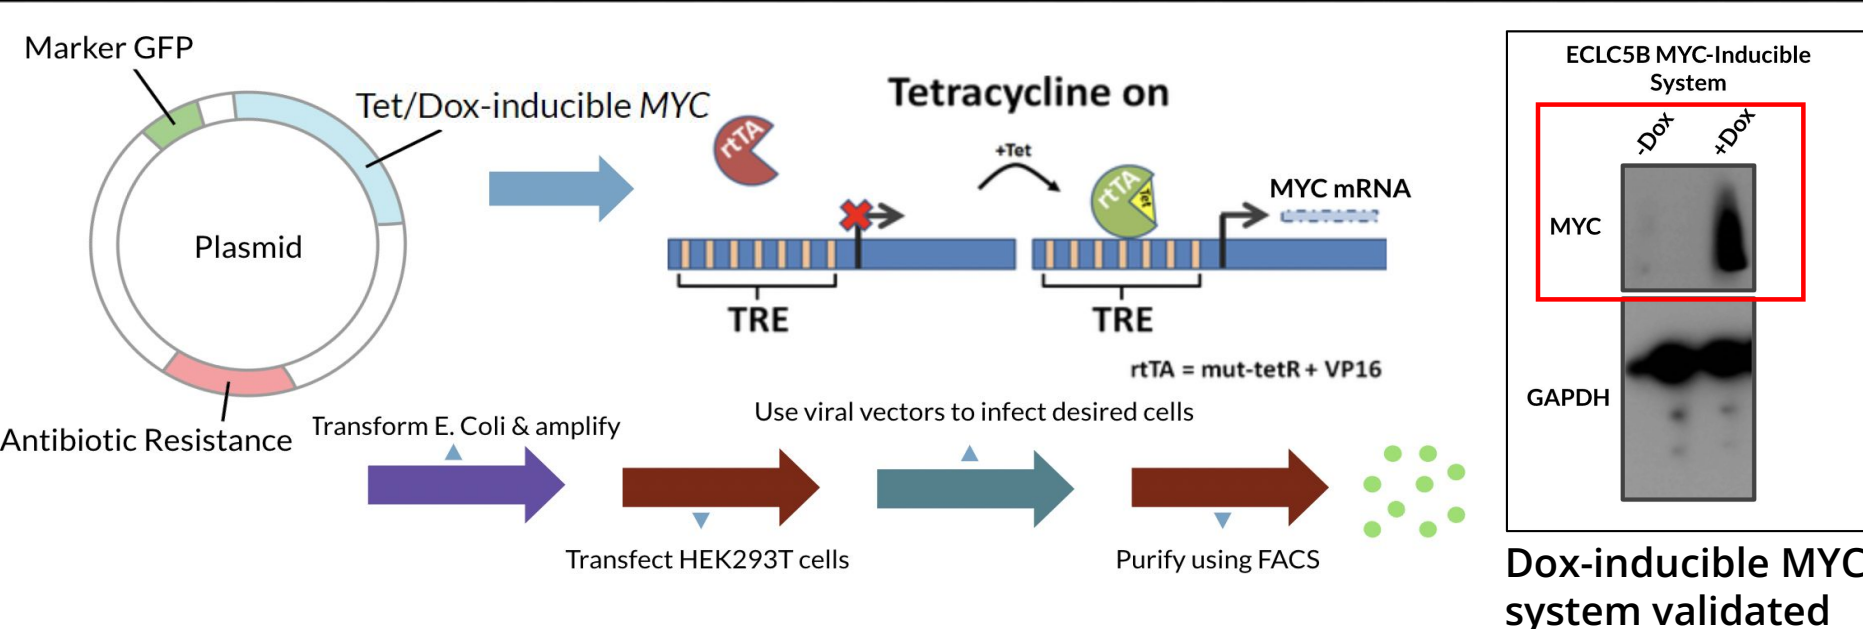 Marker GFP
Tet/Dox-inducible MYC
Plasmid
Antibiotic Resistance
Tetracycline on
rtTA
+Tet
rtTA
Tet
MYC mRNA
TRE
TRE
rtTA = mut-tetR + VP16
Transform E. Coli & amplify
Use viral vectors to infect desired cells
Transfect HEK293T cells
Purify using FACS
ECLC5B MYC-Inducible
System
-Dox
+Dox
MYC
GAPDH
Dox-inducible MYC
system validated